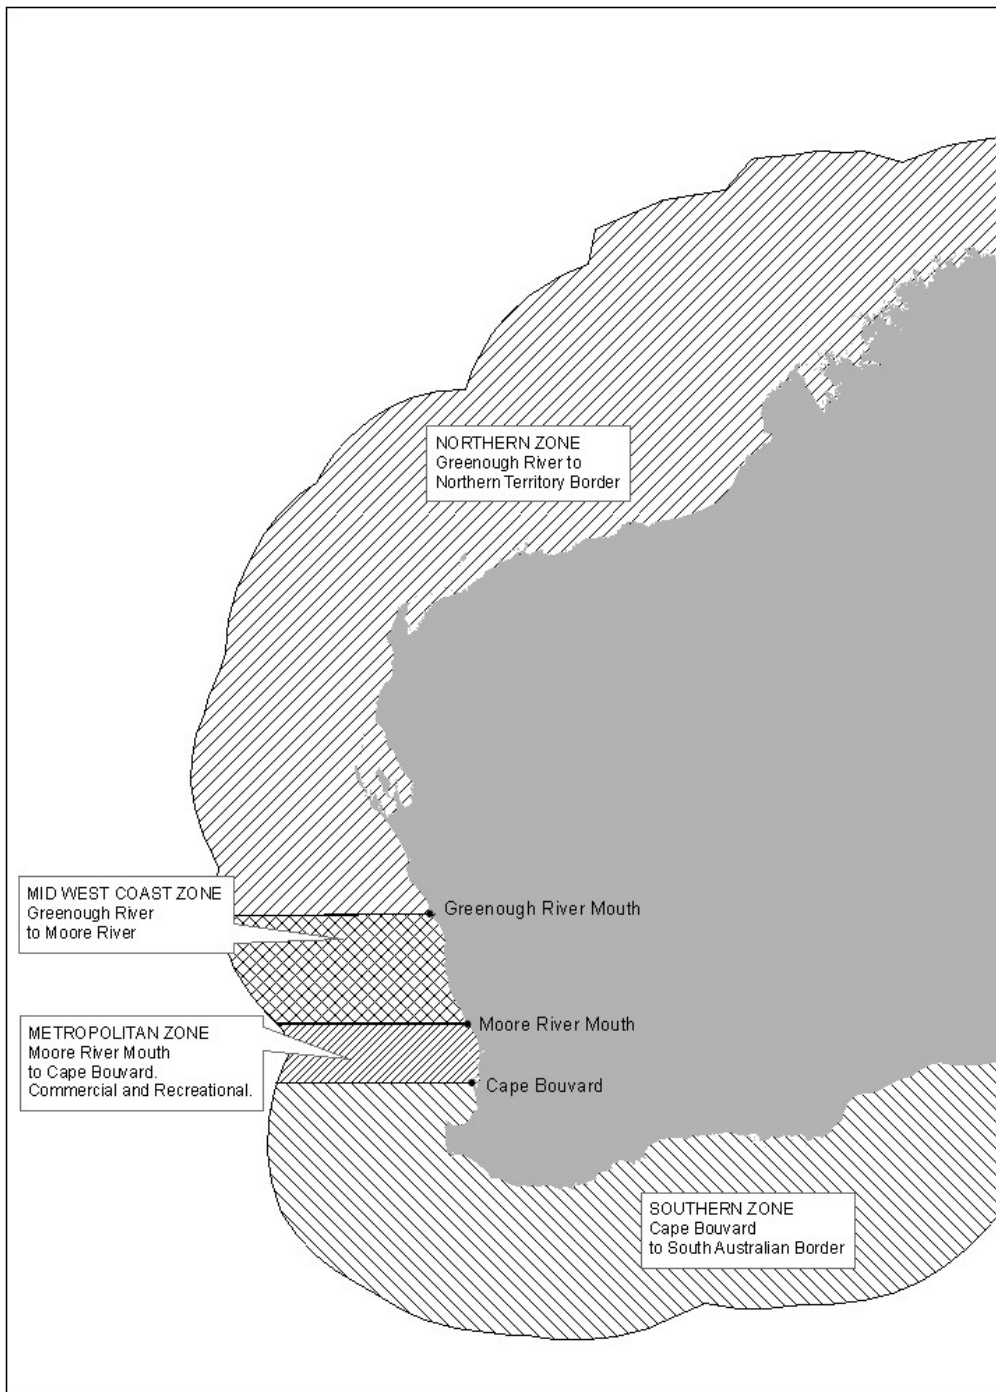 NORTHERN ZONE
Greenough River to
Northern Territory Border
MID WEST COAST ZONE
Greenough River
to Moore River
Greenough River Mouth
METROPOLITAN ZONE
Moore River Mouth
to Cape Bouvard.
Commercial and Recreational.
Moore River Mouth
Cape Bouvard
SOUTHERN ZONE
Cape Bouvard
to South Australian Border